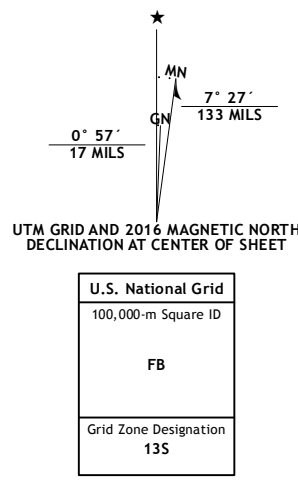 ★
MN
GN
7° 27´
133 MILS
0° 57´
17 MILS
UTM GRID AND 2016 MAGNETIC NORTH
DECLINATION AT CENTER OF SHEET
U.S. National Grid
100,000-m Square ID
FB
Grid Zone Designation
13S